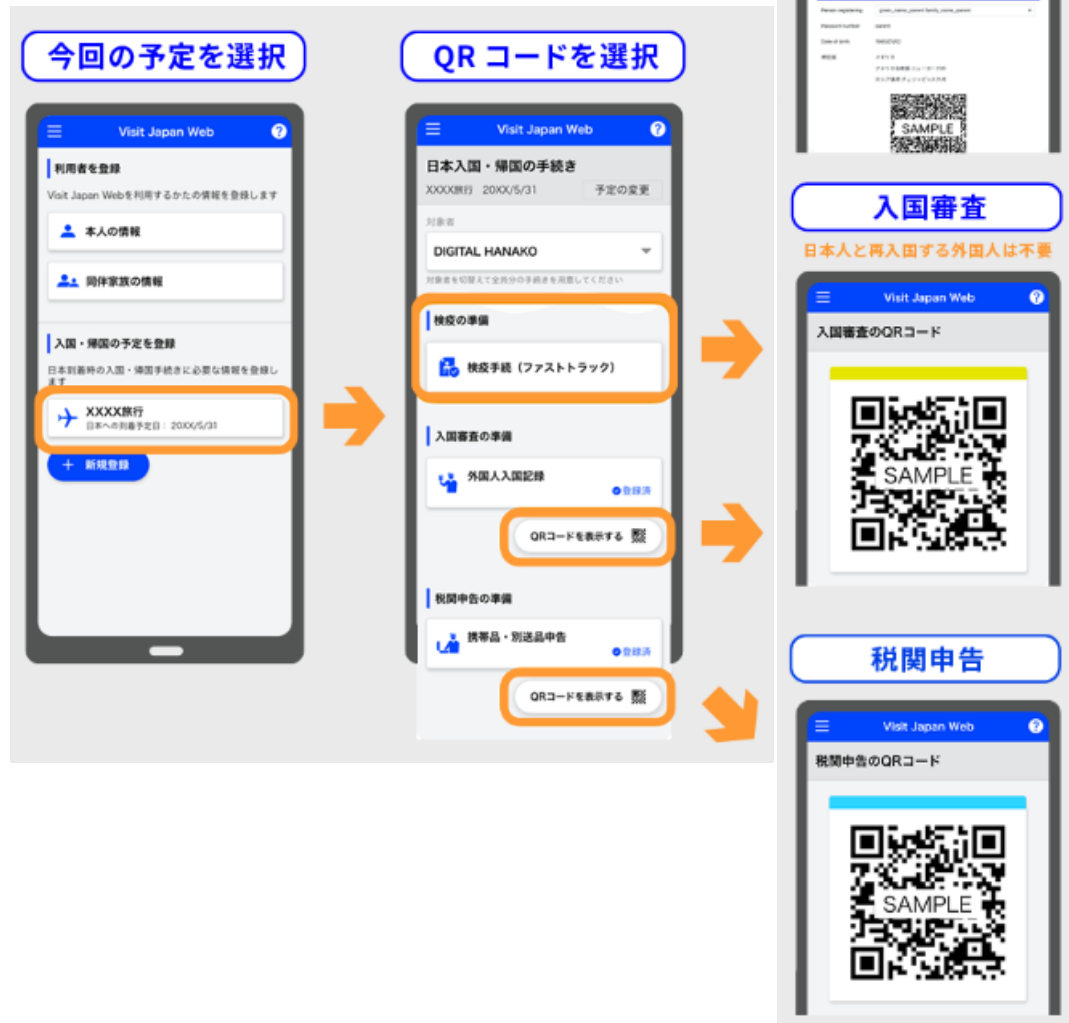 今回の予定を選択
Visit Japan Web
?
利用者を登録
Visit Japan Webを利用するかたの情報を登録します
本人の情報
同伴家族の情報
入国・帰国の予定を登録
日本到着時の入国・帰国手続きに必要な情報を登録し
ます
XXXX旅行
日本への到着予定日： 20XX/5/31
＋ 新規登録
QRコードを選択
Visit Japan Web
?
日本入国・帰国の手続き
XXXX旅行 20XX/5/31 予定の変更
対象者
DIGITAL HANAKO
対象者を切替えて全員分の手続きを用意してください
検疫の準備
検疫手続（ファストトラック）
入国審査の準備
外国人入国記録
登録済
QRコードを表示する
税関申告の準備
携帯品・別送品申告
登録済
QRコードを表示する
Person registering given_name_parent family_name_parent
Passport number parent
Date of birth
SAMPLE
入国審査
日本人と再入国する外国人は不要
Visit Japan Web
?
入国審査のQRコード
SAMPLE
税関申告
Visit Japan Web
?
税関申告のQRコード
SAMPLE